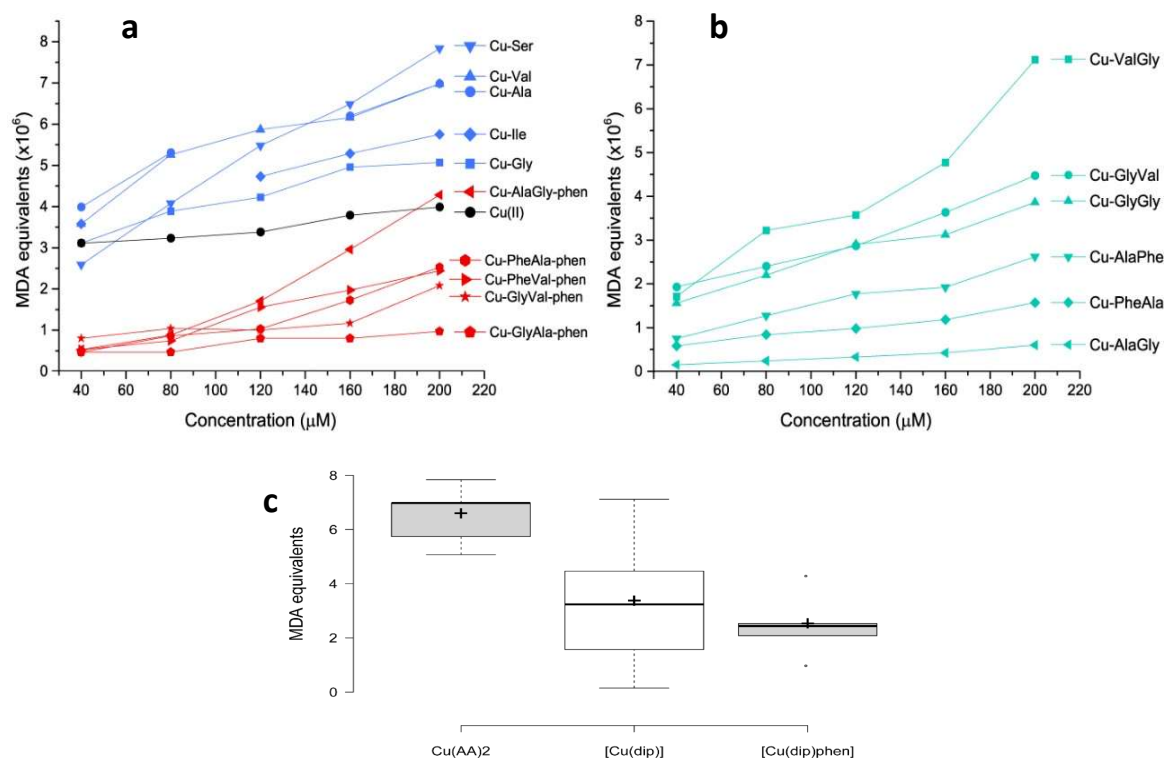 a
MDA equivalents (x10⁶)
8
7
6
5
4
3
2
1
0
40 60 80 100 120 140 160 180 200 220
Concentration (μM)
Cu-Ser
Cu-Val
Cu-Ala
Cu-Ile
Cu-Gly
Cu-AlaGly-phen
Cu(II)
Cu-PheAla-phen
Cu-PheVal-phen
Cu-GlyVal-phen
Cu-GlyAla-phen
b
MDA equivalents (x10⁶)
8
7
6
5
4
3
2
1
0
40 60 80 100 120 140 160 180 200 220
Concentration (μM)
Cu-ValGly
Cu-GlyVal
Cu-GlyGly
Cu-AlaPhe
Cu-PheAla
Cu-AlaGly
c
MDA equivalents
8
6
4
2
0
Cu(AA)2 [Cu(dip)] [Cu(dip)phen]